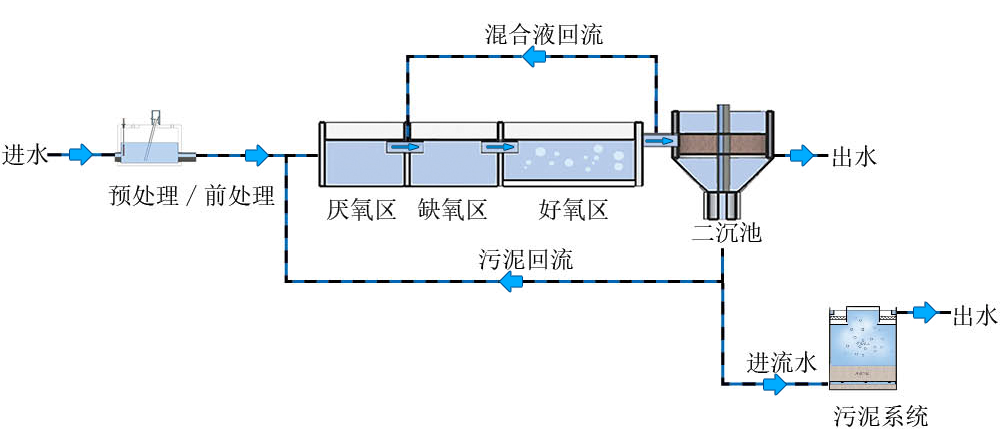 混合液回流
进水
预处理/前处理
厌氧区
缺氧区
好氧区
出水
二沉池
污泥回流
出水
进流水
污泥系统